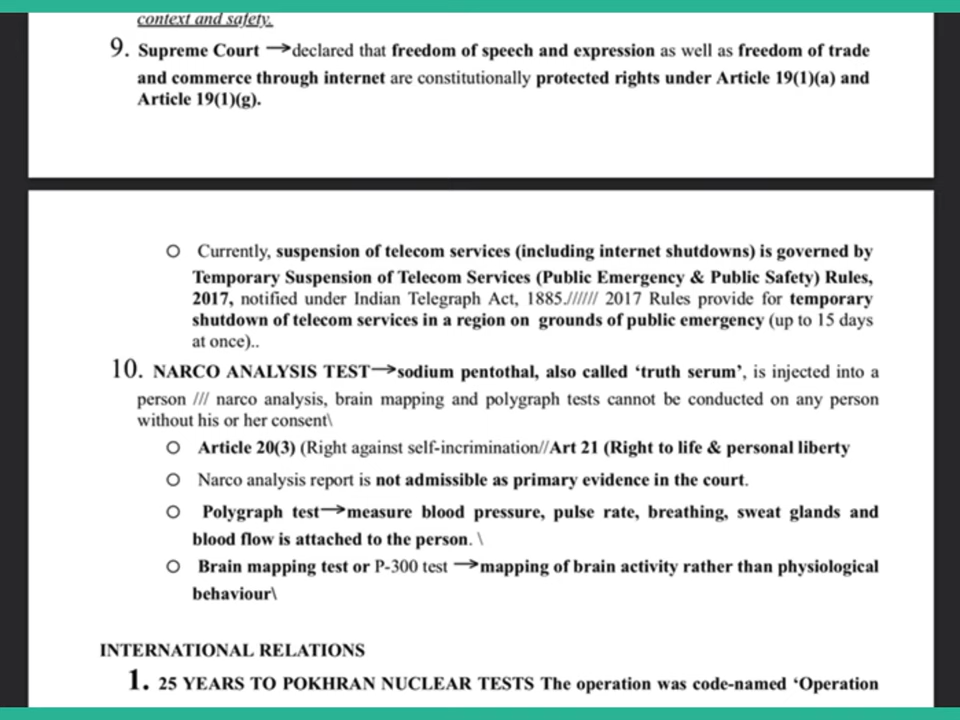 context and safety.
9. Supreme Court →declared that freedom of speech and expression as well as freedom of trade
and commerce through internet are constitutionally protected rights under Article 19(1)(a) and
Article 19(1)(g).
O Currently, suspension of telecom services (including internet shutdowns) is governed by
Temporary Suspension of Telecom Services (Public Emergency & Public Safety) Rules,
2017, notified under Indian Telegraph Act, 1885.////// 2017 Rules provide for temporary
shutdown of telecom services in a region on grounds of public emergency (up to 15 days
at once)..
10. NARCO ANALYSIS TEST→sodium pentothal, also called ‘truth serum’, is injected into a
person /// narco analysis, brain mapping and polygraph tests cannot be conducted on any person
without his or her consent\
O Article 20(3) (Right against self-incrimination//Art 21 (Right to life & personal liberty
O Narco analysis report is not admissible as primary evidence in the court.
O Polygraph test→measure blood pressure, pulse rate, breathing, sweat glands and
blood flow is attached to the person. \
O Brain mapping test or P-300 test →mapping of brain activity rather than physiological
behaviour\
INTERNATIONAL RELATIONS
1. 25 YEARS TO POKHRAN NUCLEAR TESTS The operation was code-named ‘Operation